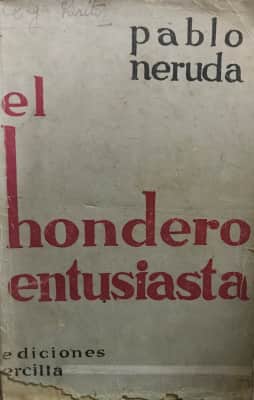 pablo
neruda
el
hondero
entusiasta
ediciones
ercilla